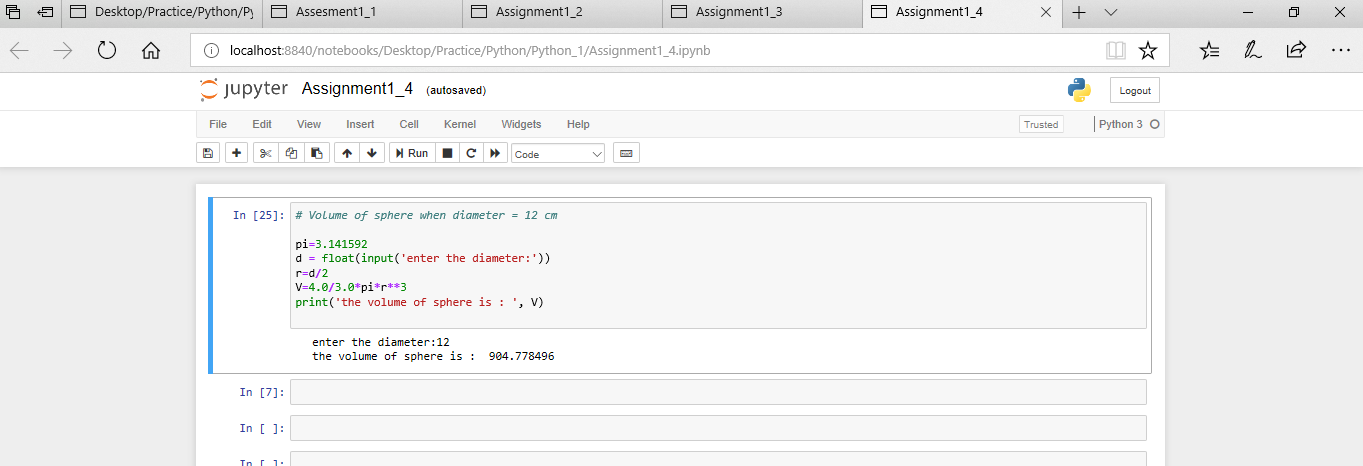 Desktop/Practice/Python/Py
Assesment1_1
Assignment1_2
Assignment1_3
Assignment1_4
localhost:8840/notebooks/Desktop/Practice/Python/Python_1/Assignment1_4.ipynb
jupyter Assignment1_4 (autosaved)
Logout
File Edit View Insert Cell Kernel Widgets Help
Trusted
Python 3
Run
Code
In [25]:
# Volume of sphere when diameter = 12 cm
pi=3.141592
d = float(input('enter the diameter:'))
r=d/2
V=4.0/3.0*pi*r**3
print('the volume of sphere is : ', V)
enter the diameter:12
the volume of sphere is :  904.778496
In [7]:
In [ ]:
In [ ]: